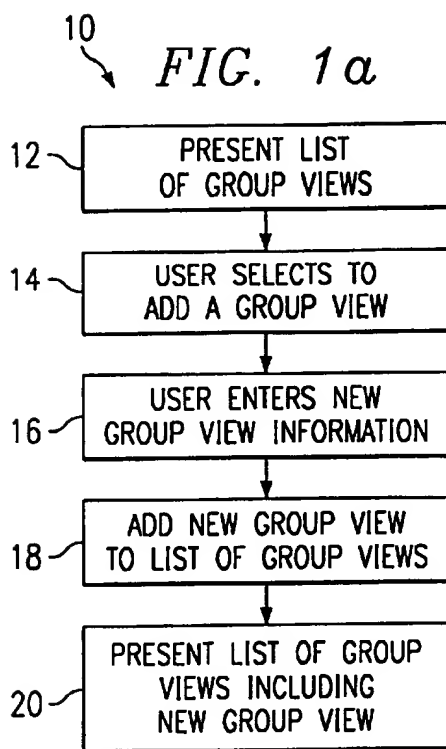 10
FIG. 1a
12
PRESENT LIST
OF GROUP VIEWS
14
USER SELECTS TO
ADD A GROUP VIEW
16
USER ENTERS NEW
GROUP VIEW INFORMATION
18
ADD NEW GROUP VIEW
TO LIST OF GROUP VIEWS
20
PRESENT LIST OF GROUP
VIEWS INCLUDING
NEW GROUP VIEW